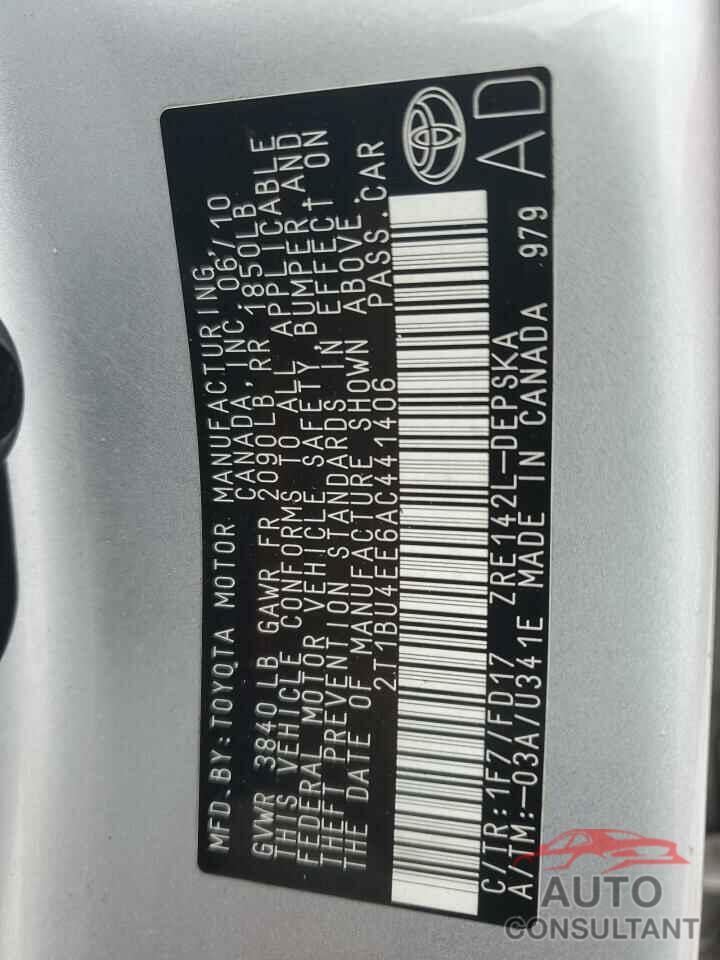 MFD.BY:TOYOTA MOTOR MANUFACTURING
CANADA,INC. 06/10
GVWR 3840LB GAWR FR 2090LB,RR 1850LB
THIS VEHICLE CONFORMS TO ALL APPLICABLE
FEDERAL MOTOR VEHICLE SAFETY,BUMPER AND
THEFT PREVENTION STANDARDS IN EFFECT ON
THE DATE OF MANUFACTURE SHOWN ABOVE.
2T1BU4EE6AC441406 PASS.CAR
C/TR:1F7/FD17 ZRE142L-DEPSKA
A/TM:-03A/U341E MADE IN CANADA 979
AD
AUTO
CONSULTANT